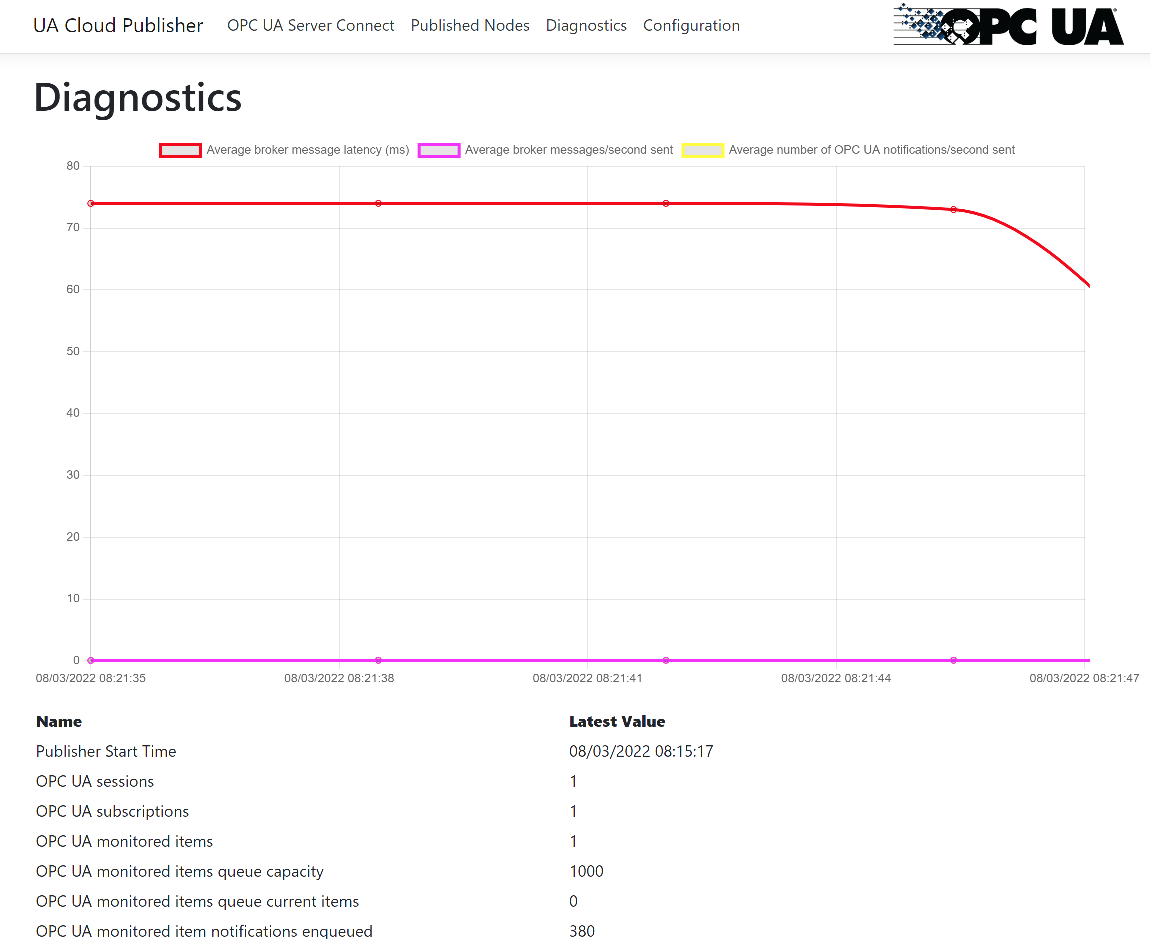 UA Cloud Publisher OPC UA Server Connect Published Nodes Diagnostics Configuration OPC UA
Diagnostics
Average broker message latency (ms) Average broker messages/second sent Average number of OPC UA notifications/second sent
80
70
60
50
40
30
20
10
0
08/03/2022 08:21:35 08/03/2022 08:21:38 08/03/2022 08:21:41 08/03/2022 08:21:44 08/03/2022 08:21:47
Name Latest Value
Publisher Start Time 08/03/2022 08:15:17
OPC UA sessions 1
OPC UA subscriptions 1
OPC UA monitored items 1
OPC UA monitored items queue capacity 1000
OPC UA monitored items queue current items 0
OPC UA monitored item notifications enqueued 380